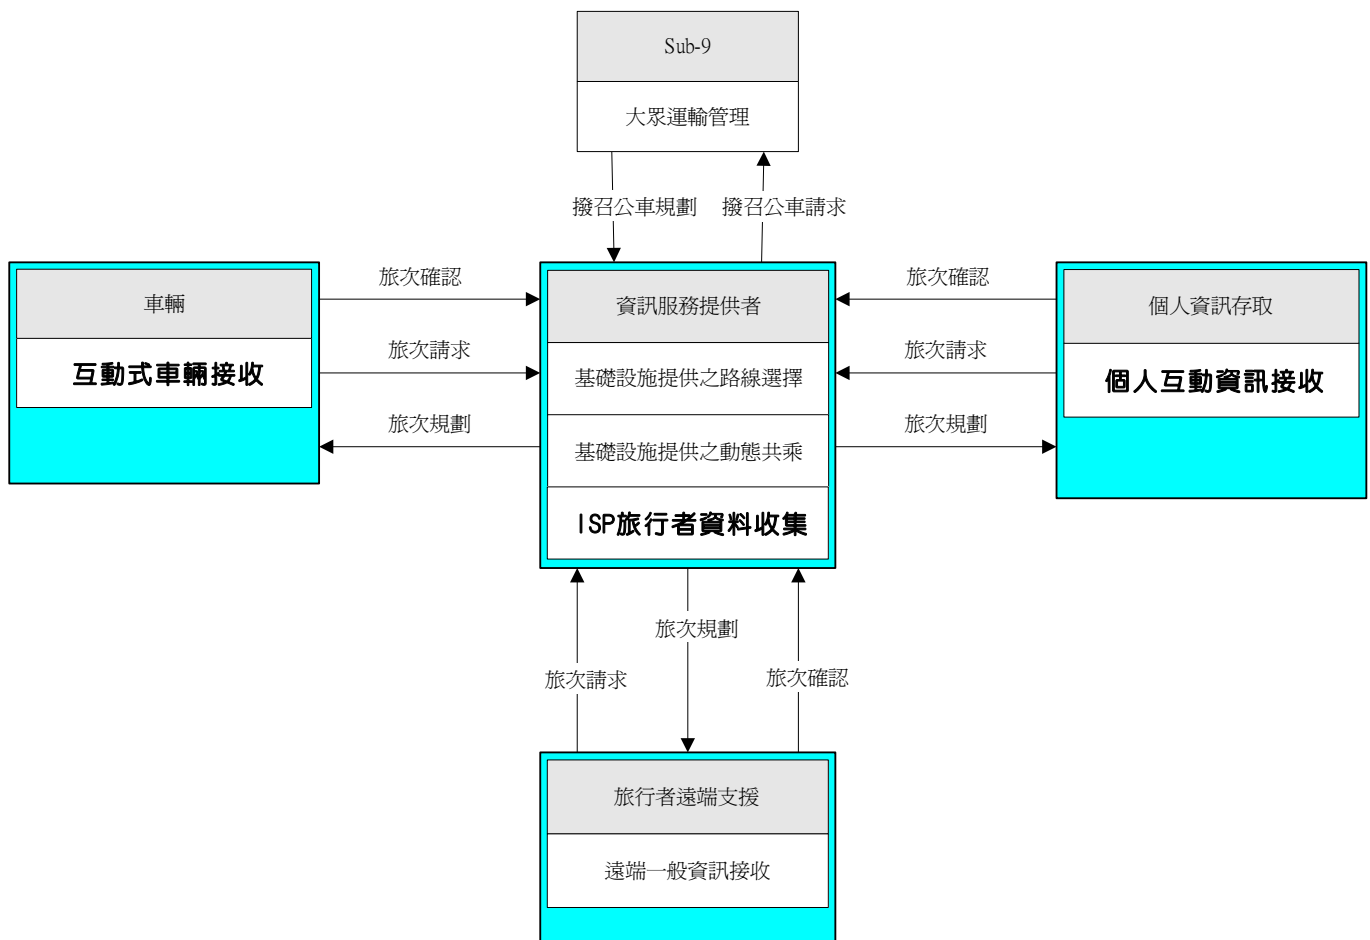 Sub-9
大眾運輸管理
撥召公車規劃
撥召公車請求
車輛
互動式車輛接收
旅次確認
旅次請求
旅次規劃
資訊服務提供者
基礎設施提供之路線選擇
基礎設施提供之動態共乘
ISP旅行者資料收集
旅次確認
旅次請求
旅次規劃
個人資訊存取
個人互動資訊接收
旅次請求
旅次規劃
旅次確認
旅行者遠端支援
遠端一般資訊接收